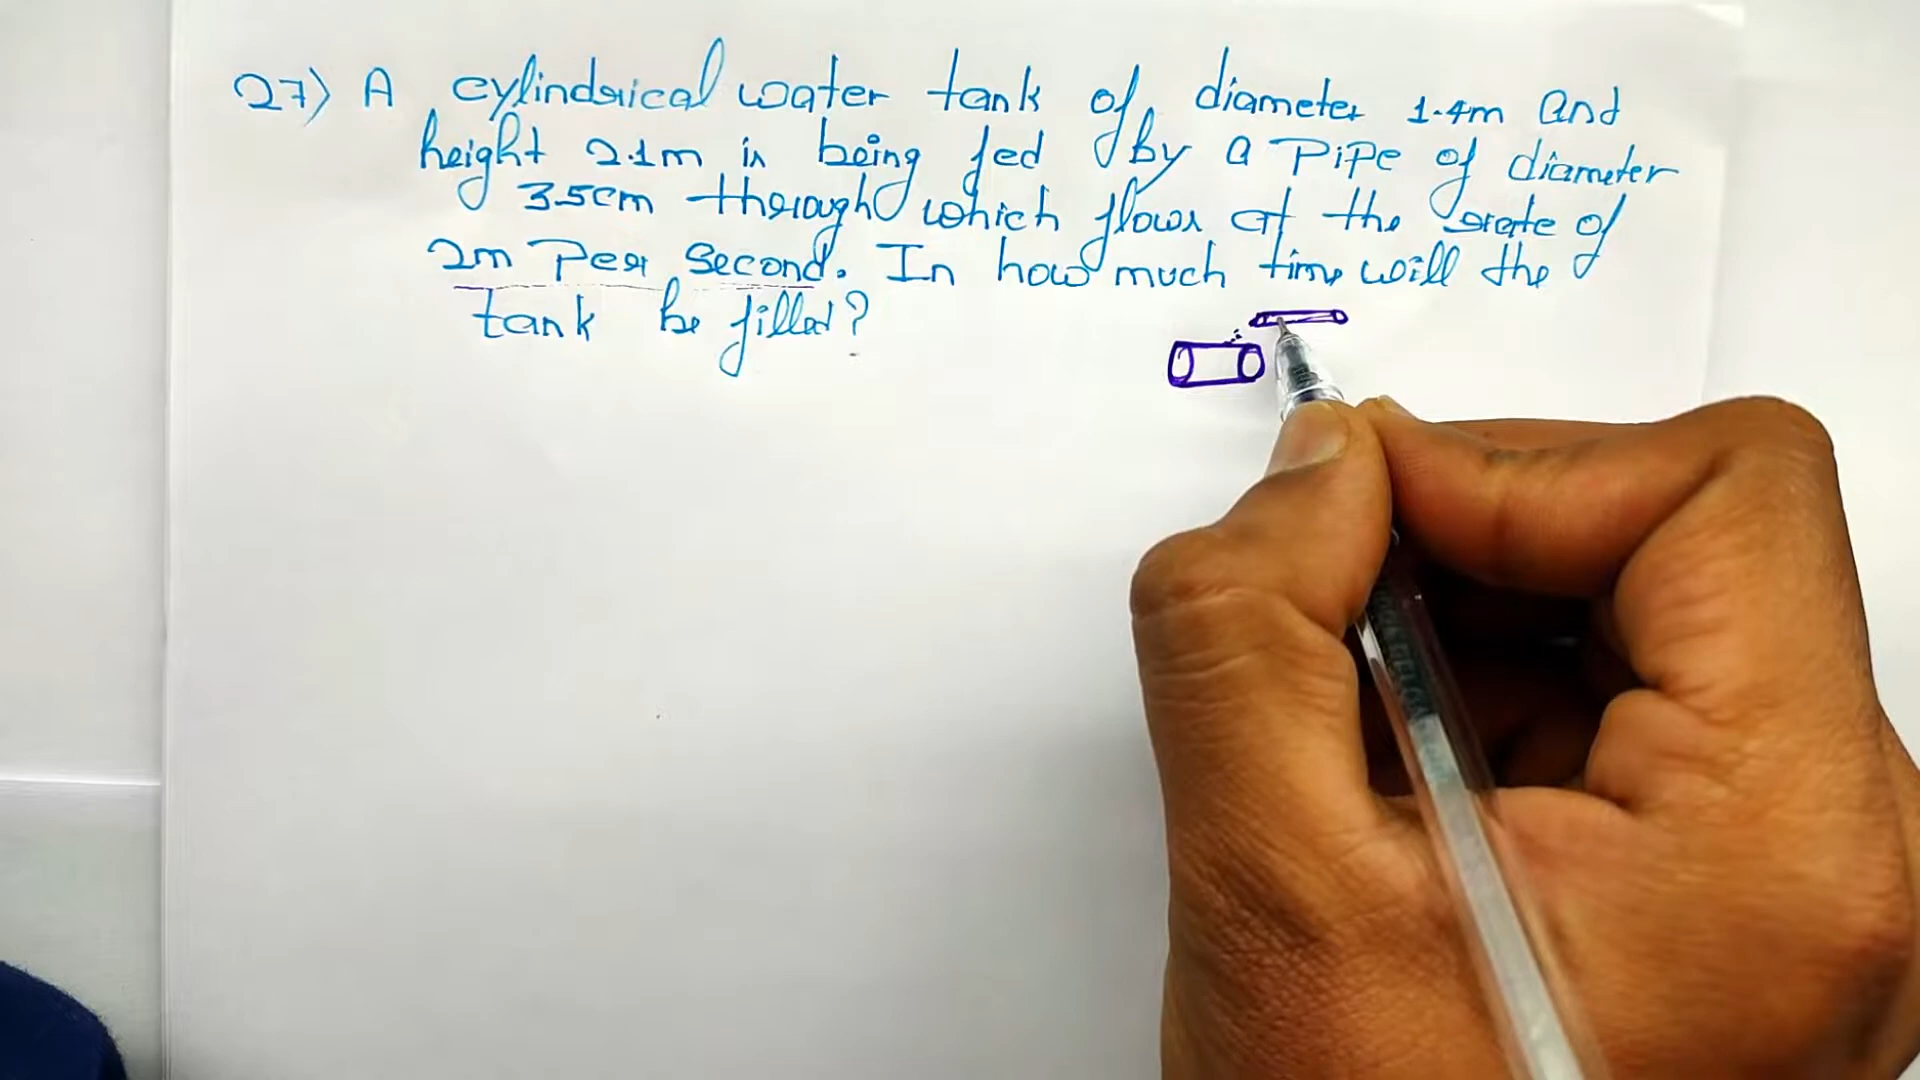 Q27) A cylindrical water tank of diameter 1.4m and
height 2.1m is being fed by a pipe of diameter
3.5cm through which flows at the rate of
2m per second. In how much time will the
tank be filled?